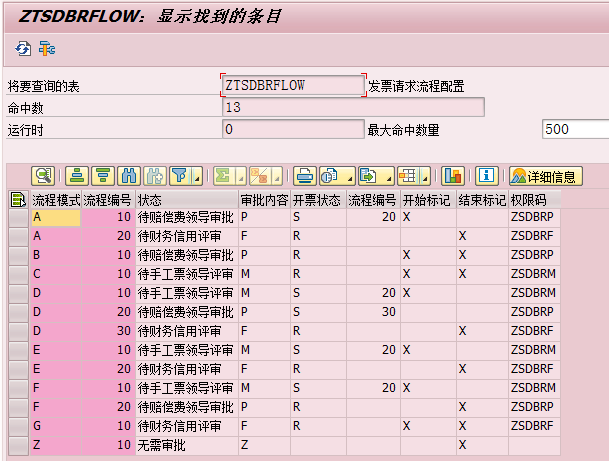 ZTSDBRFLOW：显示找到的条目
将要查询的表 ZTSDBRFLOW 发票请求流程配置
命中数 13
运行时 0 最大命中数量 500
详细信息
流程模式 流程编号 状态 审批内容 开票状态 流程编号 开始标记 结束标记 权限码
A 10 待赔偿费领导审批 P S 20 X ZSDBRP
A 20 待财务信用评审 F R X ZSDBRF
B 10 待赔偿费领导审批 P R X X ZSDBRP
C 10 待手工票领导评审 M R X X ZSDBRM
D 10 待手工票领导评审 M S 20 X ZSDBRM
D 20 待赔偿费领导审批 P S 30 ZSDBRP
D 30 待财务信用评审 F R X ZSDBRF
E 10 待手工票领导评审 M S 20 X ZSDBRM
E 20 待财务信用评审 F R X ZSDBRF
F 10 待手工票领导评审 M S 20 X ZSDBRM
F 20 待赔偿费领导审批 P R X ZSDBRP
G 10 待财务信用评审 F R X X ZSDBRF
Z 10 无需审批 Z X